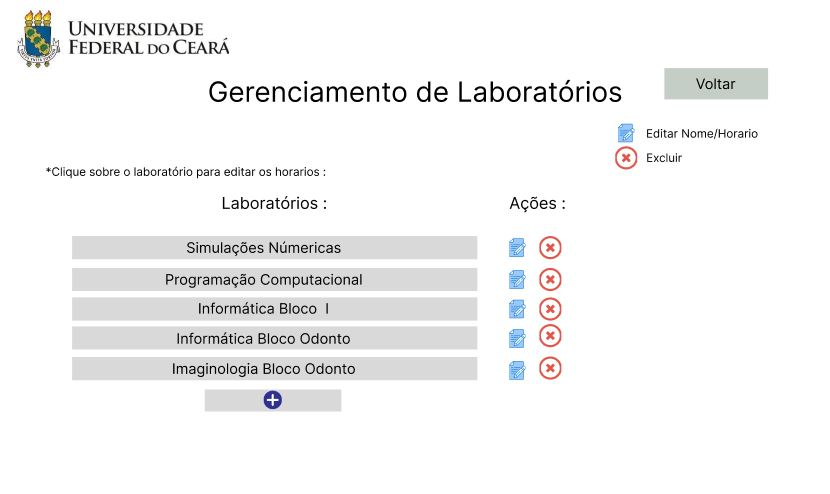 UNIVERSIDADE
FEDERAL DO CEARÁ
Gerenciamento de Laboratórios
Voltar
Editar Nome/Horario
Excluir
*Clique sobre o laboratório para editar os horarios :
Laboratórios :
Ações :
Simulações Númericas
Programação Computacional
Informática Bloco I
Informática Bloco Odonto
Imaginologia Bloco Odonto